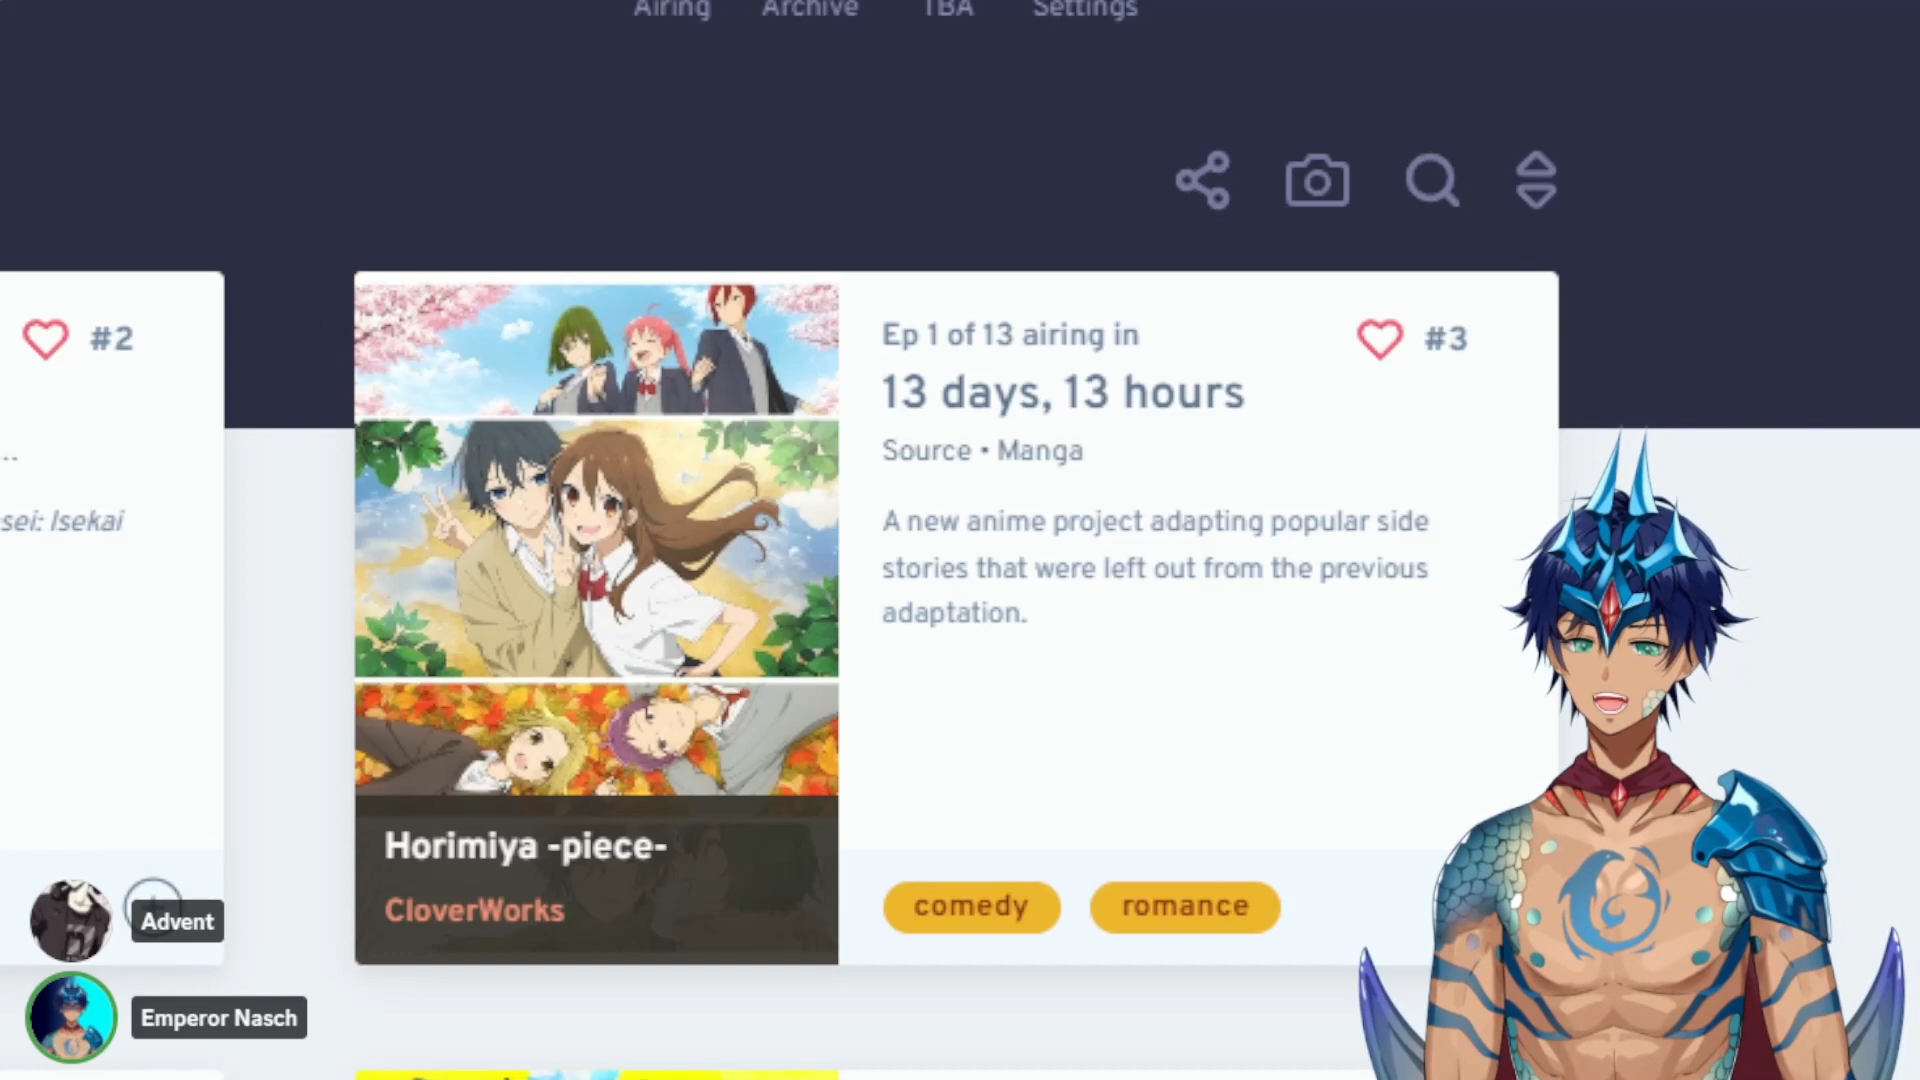 Airing Archive TBA Settings
#2
..
sei: Isekai
Ep 1 of 13 airing in
#3
13 days, 13 hours
Source • Manga
A new anime project adapting popular side
stories that were left out from the previous
adaptation.
Horimiya -piece-
CloverWorks
comedy
romance
Advent
Emperor Nasch